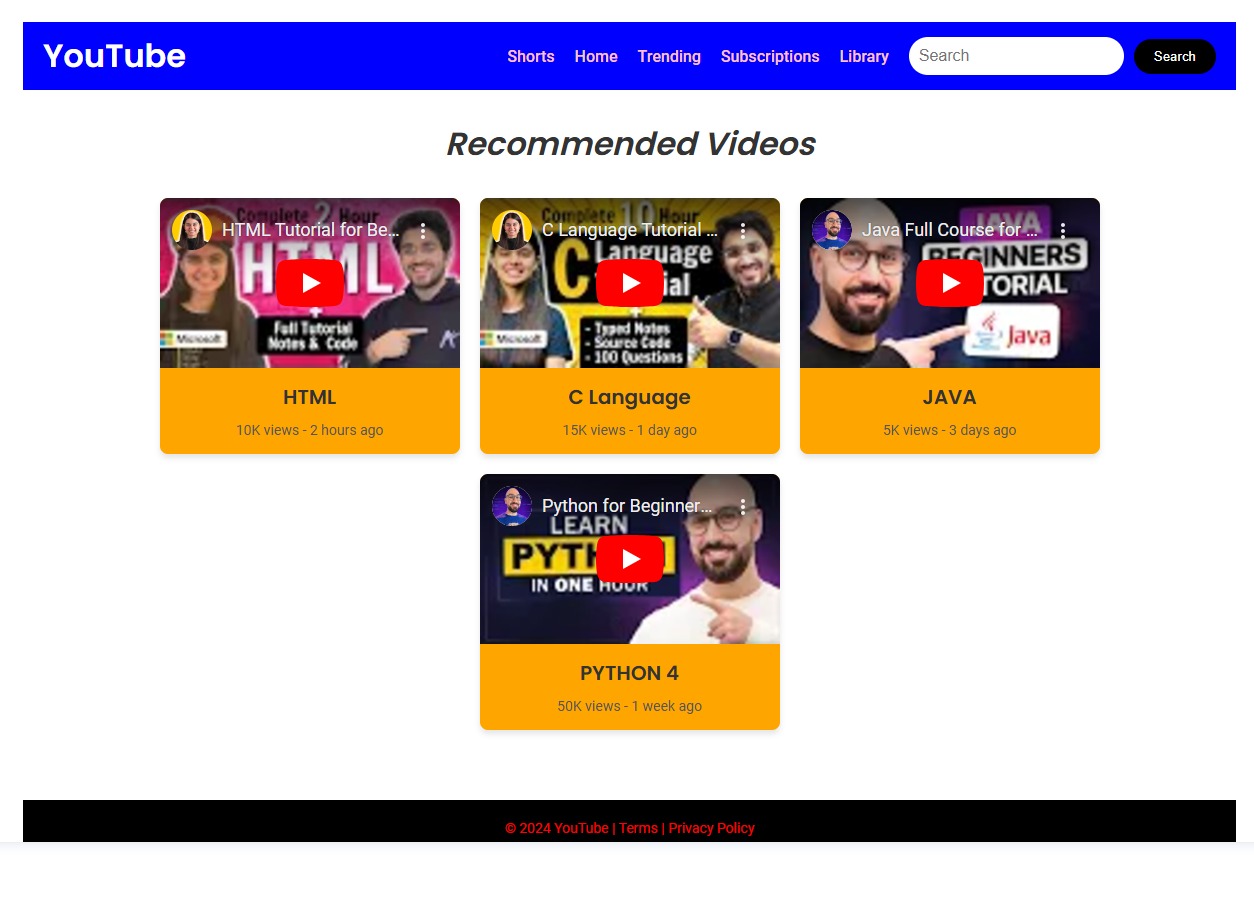 YouTube
Shorts Home Trending Subscriptions Library Search Search
Recommended Videos
Complete 2 Hour
HTML Tutorial for Be...
HTML
Full Tutorial
Notes & Code
Microsoft
HTML
10K views - 2 hours ago
Complete 10 Hour
C Language Tutorial ...
C Language
- Typed Notes
- Source Code
- 100 Questions
Microsoft
C Language
15K views - 1 day ago
JAVA
Java Full Course for ...
BEGINNERS
Java
JAVA
5K views - 3 days ago
Python for Beginner...
LEARN
IN ONE HOUR
PYTHON 4
50K views - 1 week ago
© 2024 YouTube | Terms | Privacy Policy